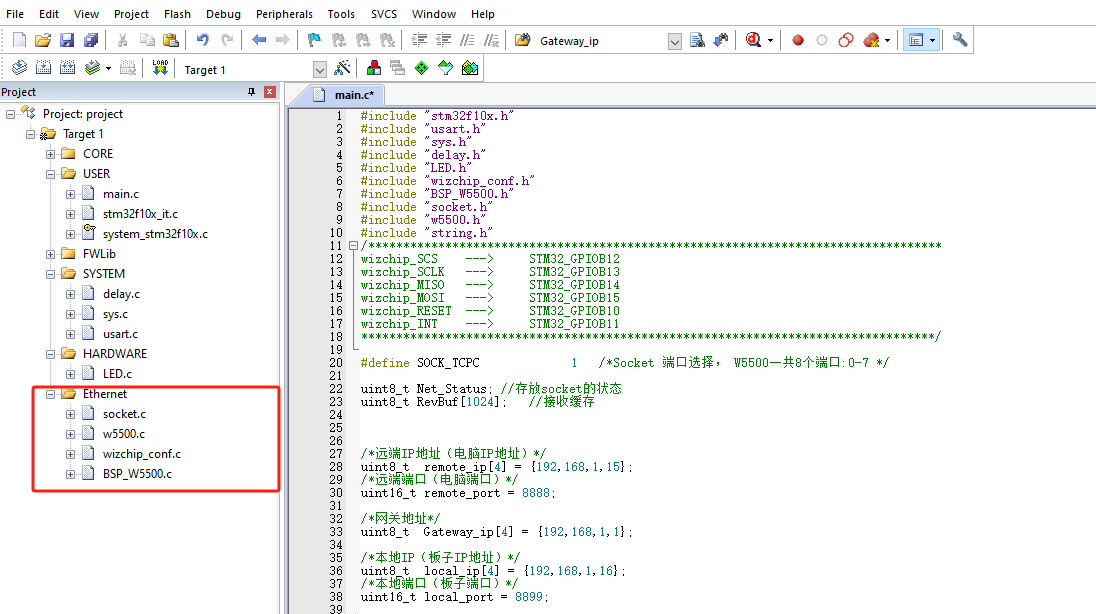 File Edit View Project Flash Debug Peripherals Tools SVCS Window Help
Gateway_ip
LOAD
Target 1
Project
Project: project
Target 1
CORE
USER
main.c
stm32f10x_it.c
system_stm32f10x.c
FWLib
SYSTEM
delay.c
sys.c
usart.c
HARDWARE
LED.c
Ethernet
socket.c
w5500.c
wizchip_conf.c
BSP_W5500.c
main.c*
1 #include "stm32f10x.h"
2 #include "usart.h"
3 #include "sys.h"
4 #include "delay.h"
5 #include "LED.h"
6 #include "wizchip_conf.h"
7 #include "BSP_W5500.h"
8 #include "socket.h"
9 #include "w5500.h"
10 #include "string.h"
11 /**********************************************************************************
12 wizchip_SCS ---> STM32_GPIOB12
13 wizchip_SCLK ---> STM32_GPIOB13
14 wizchip_MISO ---> STM32_GPIOB14
15 wizchip_MOSI ---> STM32_GPIOB15
16 wizchip_RESET ---> STM32_GPIOB10
17 wizchip_INT ---> STM32_GPIOB11
18 **********************************************************************************/
19
20 #define SOCK_TCPC 1 /*Socket 端口选择， W5500一共8个端口:0-7 */
21
22 uint8_t Net_Status; //存放socket的状态
23 uint8_t RevBuf[1024]; //接收缓存
24
25
26
27 /*远端IP地址（电脑IP地址）*/
28 uint8_t remote_ip[4] = {192,168,1,15};
29 /*远端端口（电脑端口）*/
30 uint16_t remote_port = 8888;
31
32 /*网关地址*/
33 uint8_t Gateway_ip[4] = {192,168,1,1};
34
35 /*本地IP（板子IP地址）*/
36 uint8_t local_ip[4] = {192,168,1,16};
37 /*本地端口（板子端口）*/
38 uint16_t local_port = 8899;
39